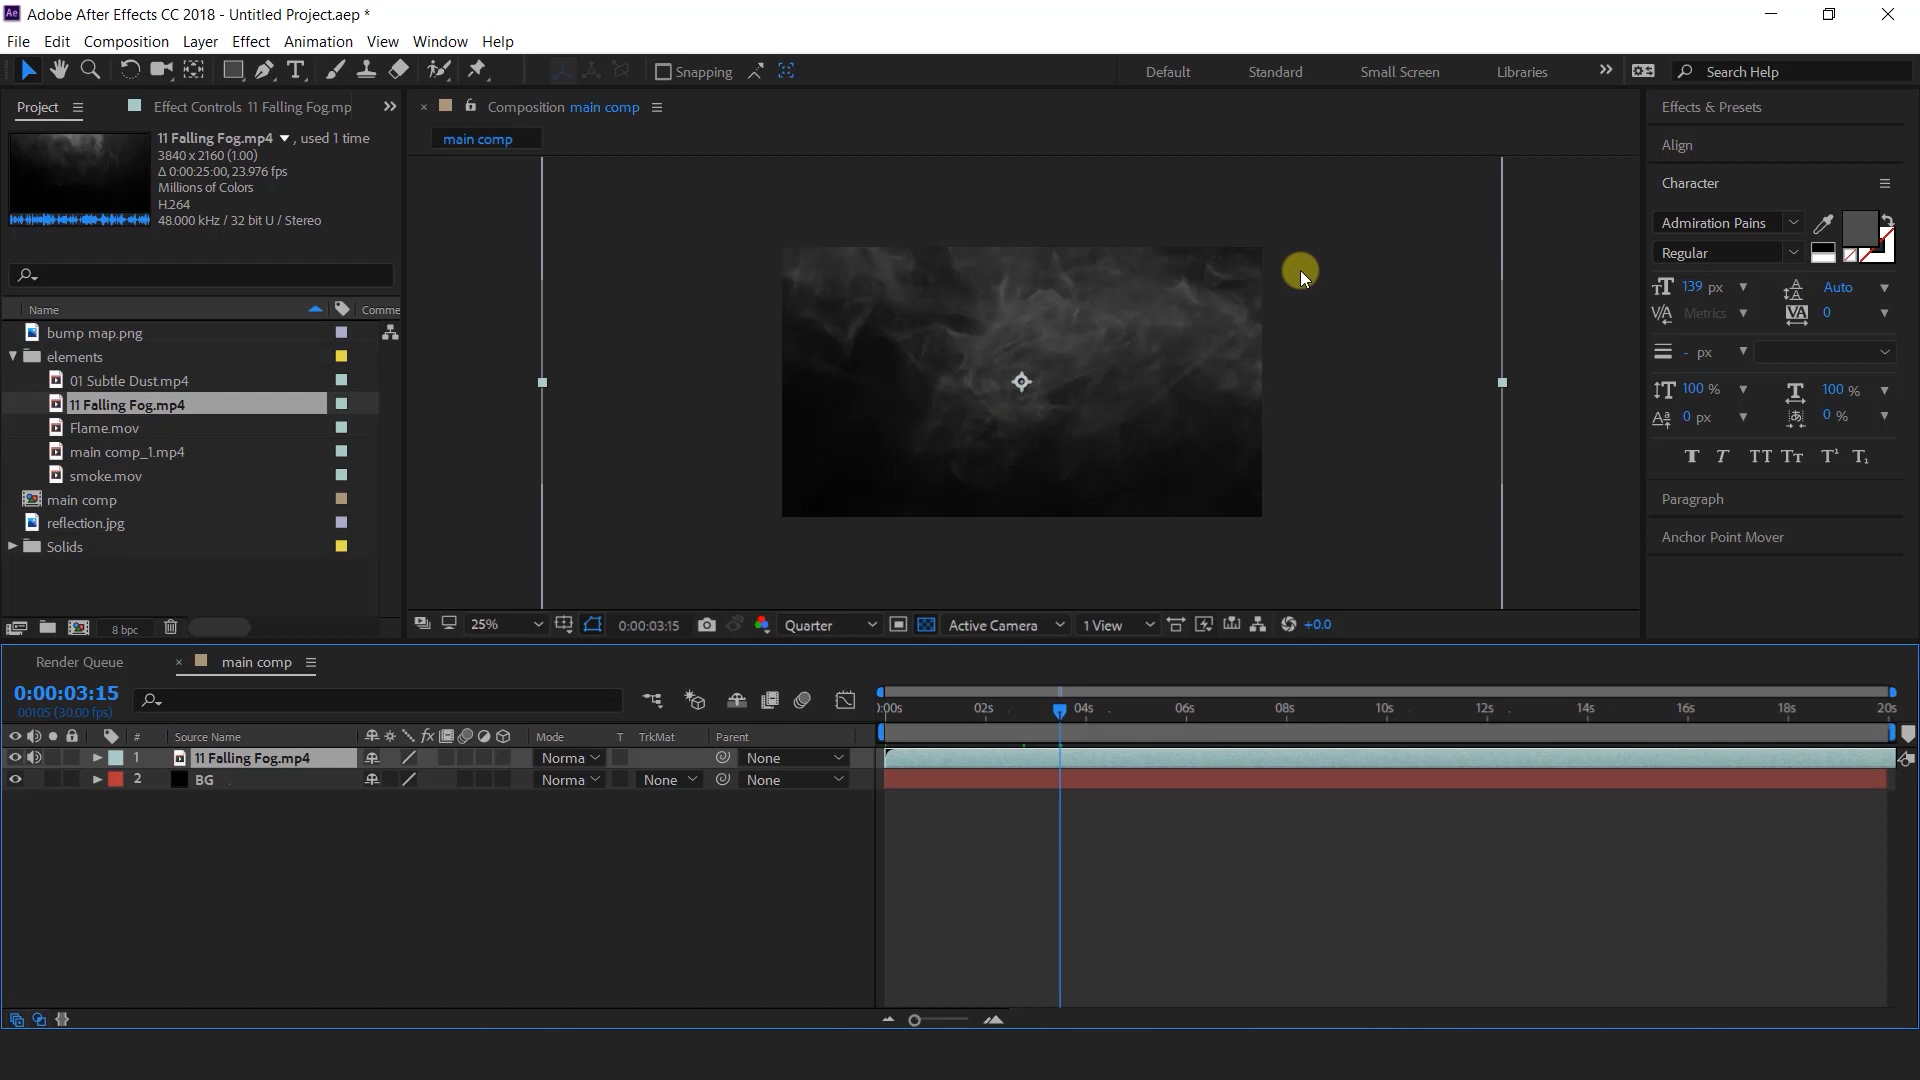 Ae Adobe After Effects CC 2018 - Untitled Project.aep *
File Edit Composition Layer Effect Animation View Window Help
Snapping Default Standard Small Screen Libraries Search Help
Project Effect Controls 11 Falling Fog.mp
Composition main comp
Effects & Presets
11 Falling Fog.mp4 , used 1 time
3840 x 2160 (1.00)
Δ 0:00:25:00, 23.976 fps
Millions of Colors
H.264
48.000 kHz / 32 bit U / Stereo
main comp
Align
Character
Admiration Pains
Regular
139 px Auto
Metrics 0
- px
100 % 100 %
0 px 0 %
T T TT Tт T¹ T₁
Paragraph
Anchor Point Mover
Name Comme
bump map.png
elements
01 Subtle Dust.mp4
11 Falling Fog.mp4
Flame.mov
main comp_1.mp4
smoke.mov
main comp
reflection.jpg
Solids
8 bpc
25% 0:00:03:15 Quarter Active Camera 1 View +0.0
Render Queue main comp
0:00:03:15
00105 (30.00 fps)
):00s 02s 04s 06s 08s 10s 12s 14s 16s 18s 20s
# Source Name fx Mode T TrkMat Parent
1 11 Falling Fog.mp4 Norma None
2 BG Norma None None